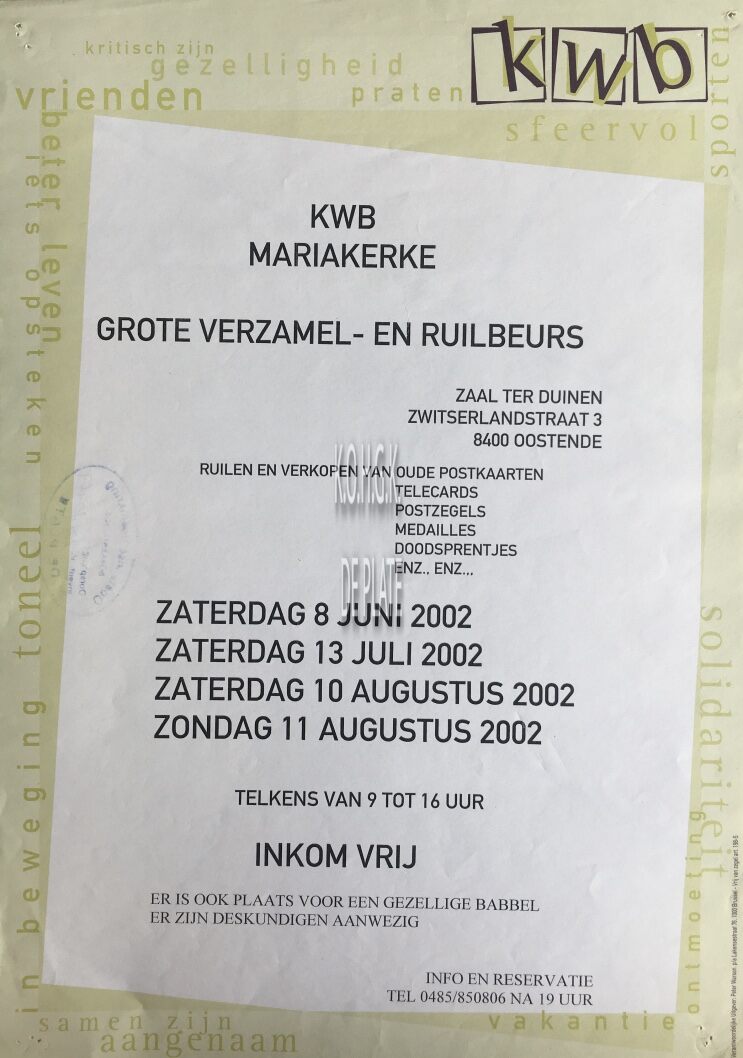 kritisch zijn
gezelligheid
vrienden
praten
kwb
sfeervol
sporten
beter leven
iets opsteken
KWB
MARIAKERKE
GROTE VERZAMEL- EN RUILBEURS
ZAAL TER DUINEN
ZWITSERLANDSTRAAT 3
8400 OOSTENDE
RUILEN EN VERKOPEN VAN OUDE POSTKAARTEN
TELECARDS
POSTZEGELS
MEDAILLES
DOODSPRENTJES
ENZ., ENZ.,,
K.O.H.G.K.
DE PLATE
ZATERDAG 8 JUNI 2002
ZATERDAG 13 JULI 2002
ZATERDAG 10 AUGUSTUS 2002
ZONDAG 11 AUGUSTUS 2002
TELKENS VAN 9 TOT 16 UUR
INKOM VRIJ
ER IS OOK PLAATS VOOR EEN GEZELLIGE BABBEL
ER ZIJN DESKUNDIGEN AANWEZIG
INFO EN RESERVATIE
TEL 0485/850806 NA 19 UUR
toneel
in beweging
solidariteit
ontmoeting
samen zijn
aangenaam
vakantie